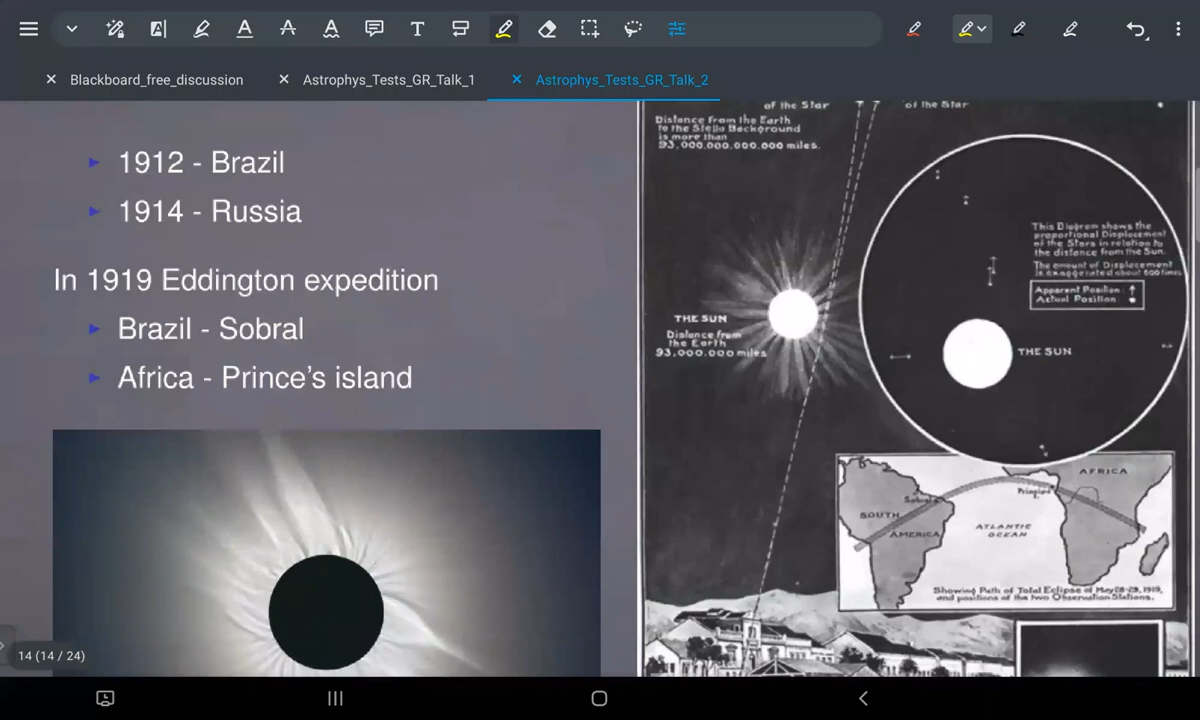 Blackboard_free_discussion
Astrophys_Tests_GR_Talk_1
Astrophys_Tests_GR_Talk_2
1912 - Brazil
1914 - Russia
In 1919 Eddington expedition
Brazil - Sobral
Africa - Prince's island
14 (14 / 24)
of the Star
of the Star
Distance from the Earth
to the Stella Background
is more than
93,000,000,000,000 miles.
THE SUN
Distance from
the Earth
93,000,000 miles
This Diagram shows the
proportional Displacement
of the Stars in relation to
the distance from the Sun.
The amount of Displacement
is exaggerated about 600 times.
Apparent Position :
Actual Position
THE SUN
AFRICA
Sobral
Principe
SOUTH
AMERICA
ATLANTIC
OCEAN
Showing Path of Total Eclipse of May 28-29, 1919,
and positions of the two Observation Stations.